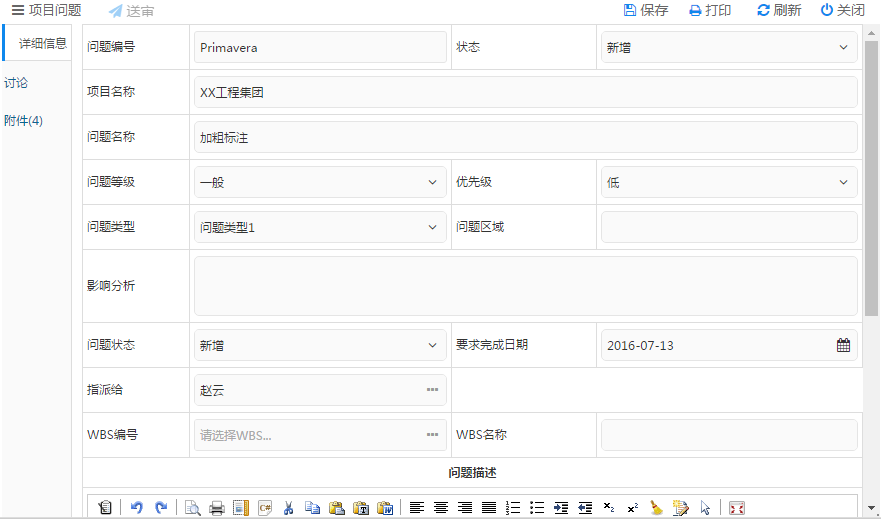 项目问题 送审 保存 打印 刷新 关闭
详细信息
讨论
附件(4)
问题编号 Primavera 状态 新增
项目名称 XX工程集团
问题名称 加粗标注
问题等级 一般 优先级 低
问题类型 问题类型1 问题区域
影响分析
问题状态 新增 要求完成日期 2016-07-13
指派给 赵云
WBS编号 请选择WBS... WBS名称
问题描述